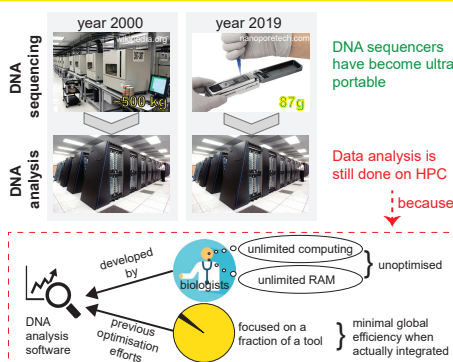 year 2000
year 2019
DNA
sequencing
wikipedia.org
~500 kg
nanoporetech.com
87g
DNA sequencers
have become ultra
portable
DNA
analysis
Data analysis is
still done on HPC
because
developed
by
biologists
unlimited computing
unlimited RAM
unoptimised
DNA
analysis
software
previous
optimisation
efforts
focused on a
fraction of a tool
minimal global
efficiency when
actually integrated